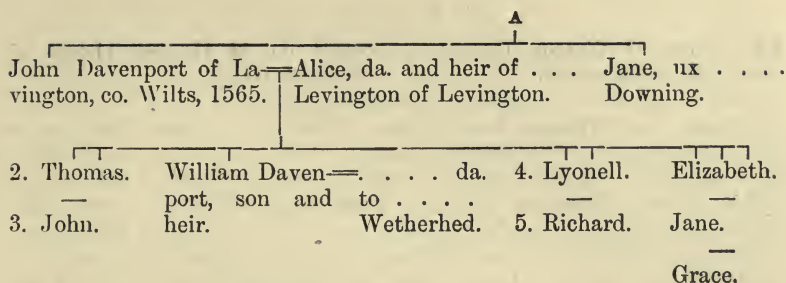 A
John Davenport of La-=Alice, da. and heir of . . . Jane, ux . . . .
vington, co. Wilts, 1565. Levington of Levington. Downing.
2. Thomas. William Daven-=. . . . da. 4. Lyonell. Elizabeth.
— port, son and to . . . . — —
3. John. heir. Wetherhed. 5. Richard. Jane.
—
Grace.